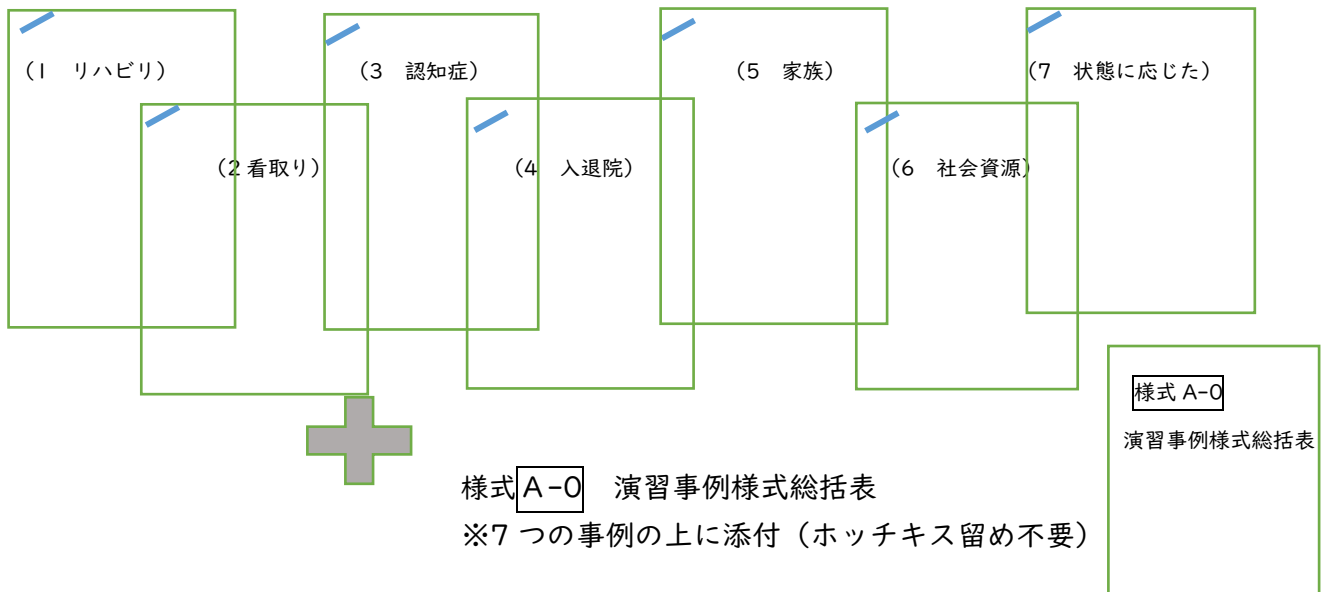 (1　リハビリ)
(2 看取り)
(3　認知症)
(4　入退院)
(5　家族)
(6　社会資源)
(7　状態に応じた)
様式 A-0
演習事例様式総括表
様式 A-0　演習事例様式総括表
※7 つの事例の上に添付（ホッチキス留め不要）